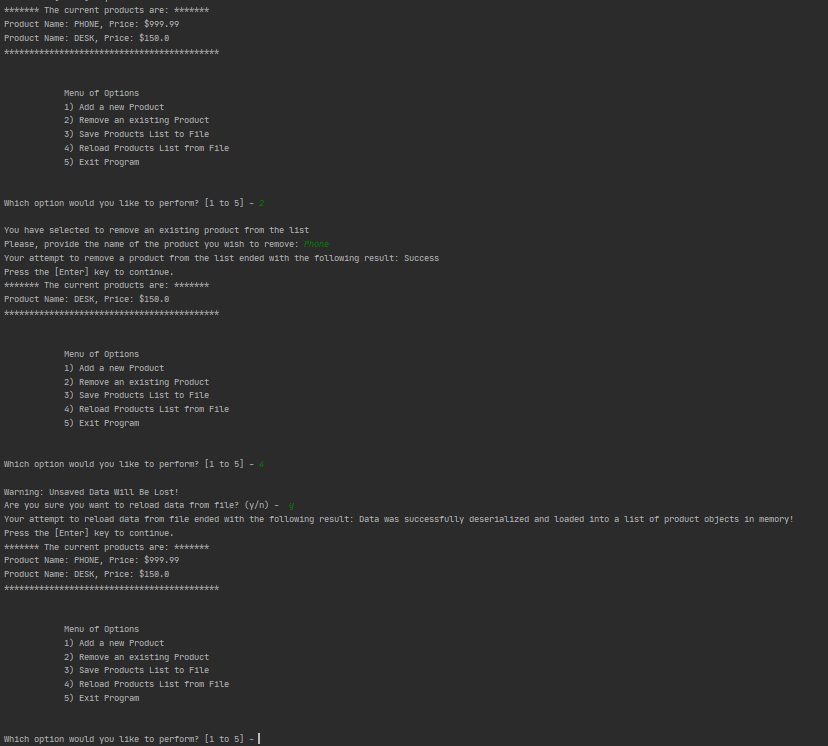 ******* The current products are: *******
Product Name: PHONE, Price: $999.99
Product Name: DESK, Price: $150.0
*******************************************
Menu of Options
1) Add a new Product
2) Remove an existing Product
3) Save Products List to File
4) Reload Products List from File
5) Exit Program
Which option would you like to perform? [1 to 5] - 2
You have selected to remove an existing product from the list
Please, provide the name of the product you wish to remove: Phone
Your attempt to remove a product from the list ended with the following result: Success
Press the [Enter] key to continue.
******* The current products are: *******
Product Name: DESK, Price: $150.0
*******************************************
Menu of Options
1) Add a new Product
2) Remove an existing Product
3) Save Products List to File
4) Reload Products List from File
5) Exit Program
Which option would you like to perform? [1 to 5] - 4
Warning: Unsaved Data Will Be Lost!
Are you sure you want to reload data from file? (y/n) -  y
Your attempt to reload data from file ended with the following result: Data was successfully deserialized and loaded into a list of product objects in memory!
Press the [Enter] key to continue.
******* The current products are: *******
Product Name: PHONE, Price: $999.99
Product Name: DESK, Price: $150.0
*******************************************
Menu of Options
1) Add a new Product
2) Remove an existing Product
3) Save Products List to File
4) Reload Products List from File
5) Exit Program
Which option would you like to perform? [1 to 5] -